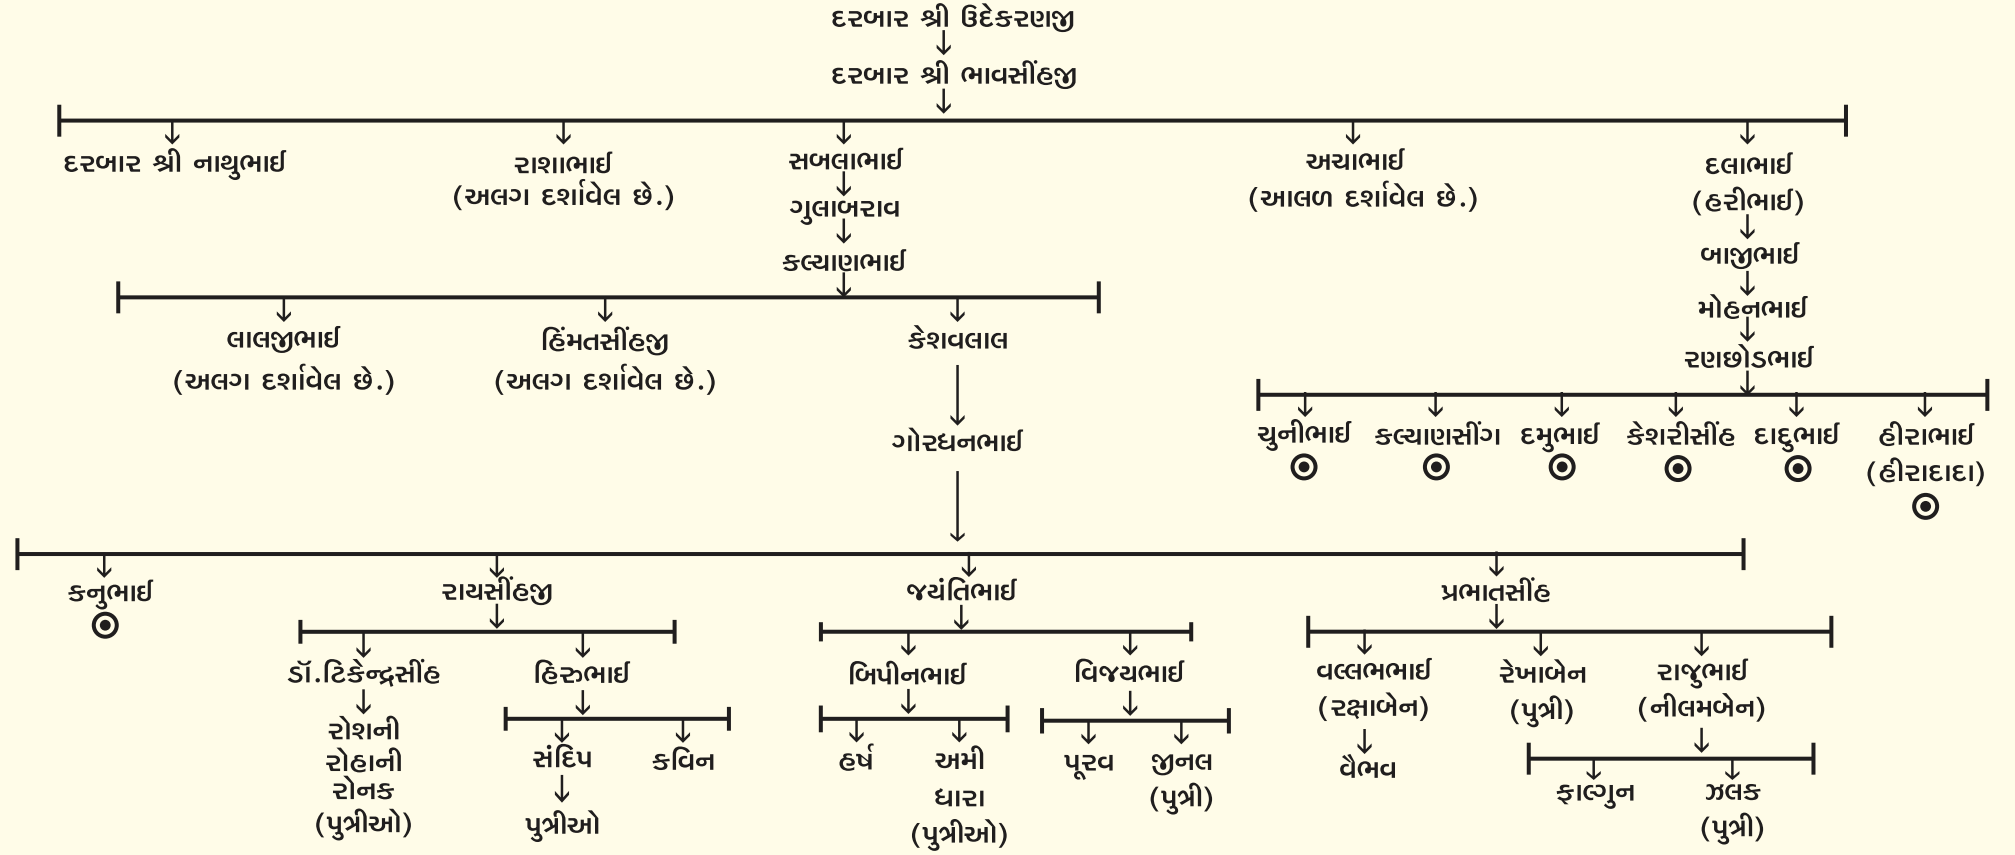 દરબાર શ્રી ઉદેકરણજી
દરબાર શ્રી ભાવસીંહજી
દરબાર શ્રી નાથુભાઈ
રાશાભાઈ
(અલગ દર્શાવેલ છે.)
સબલાભાઈ
ગુલાબરાવ
કલ્યાણભાઈ
અચાભાઈ
(આલળ દર્શાવેલ છે.)
દલાભાઈ
(હરીભાઈ)
બાજીભાઈ
મોહનભાઈ
રણછોડભાઈ
લાલજીભાઈ
(અલગ દર્શાવેલ છે.)
હિંમતસીંહજી
(અલગ દર્શાવેલ છે.)
કેશવલાલ
ગોરધનભાઈ
ચુનીભાઈ
કલ્યાણસીંગ
દમુભાઈ
કેશરીસીંહ
દાદુભાઈ
હીરાભાઈ
(હીરાદાદા)
કનુભાઈ
રાયસીંહજી
જયંતિભાઈ
પ્રભાતસીંહ
ડૉ.ટિકેન્દ્રસીંહ
રોશની
રોહાની
રોનક
(પુત્રીઓ)
હિરુભાઈ
સંદિપ
પુત્રીઓ
કવિન
બિપીનભાઈ
હર્ષ
અમી
ધારા
(પુત્રીઓ)
વિજયભાઈ
પૂરવ
જીનલ
(પુત્રી)
વલ્લભભાઈ
(રક્ષાબેન)
વૈભવ
રેખાબેન
(પુત્રી)
રાજુભાઈ
(નીલમબેન)
ફાલ્ગુન
ઝલક
(પુત્રી)